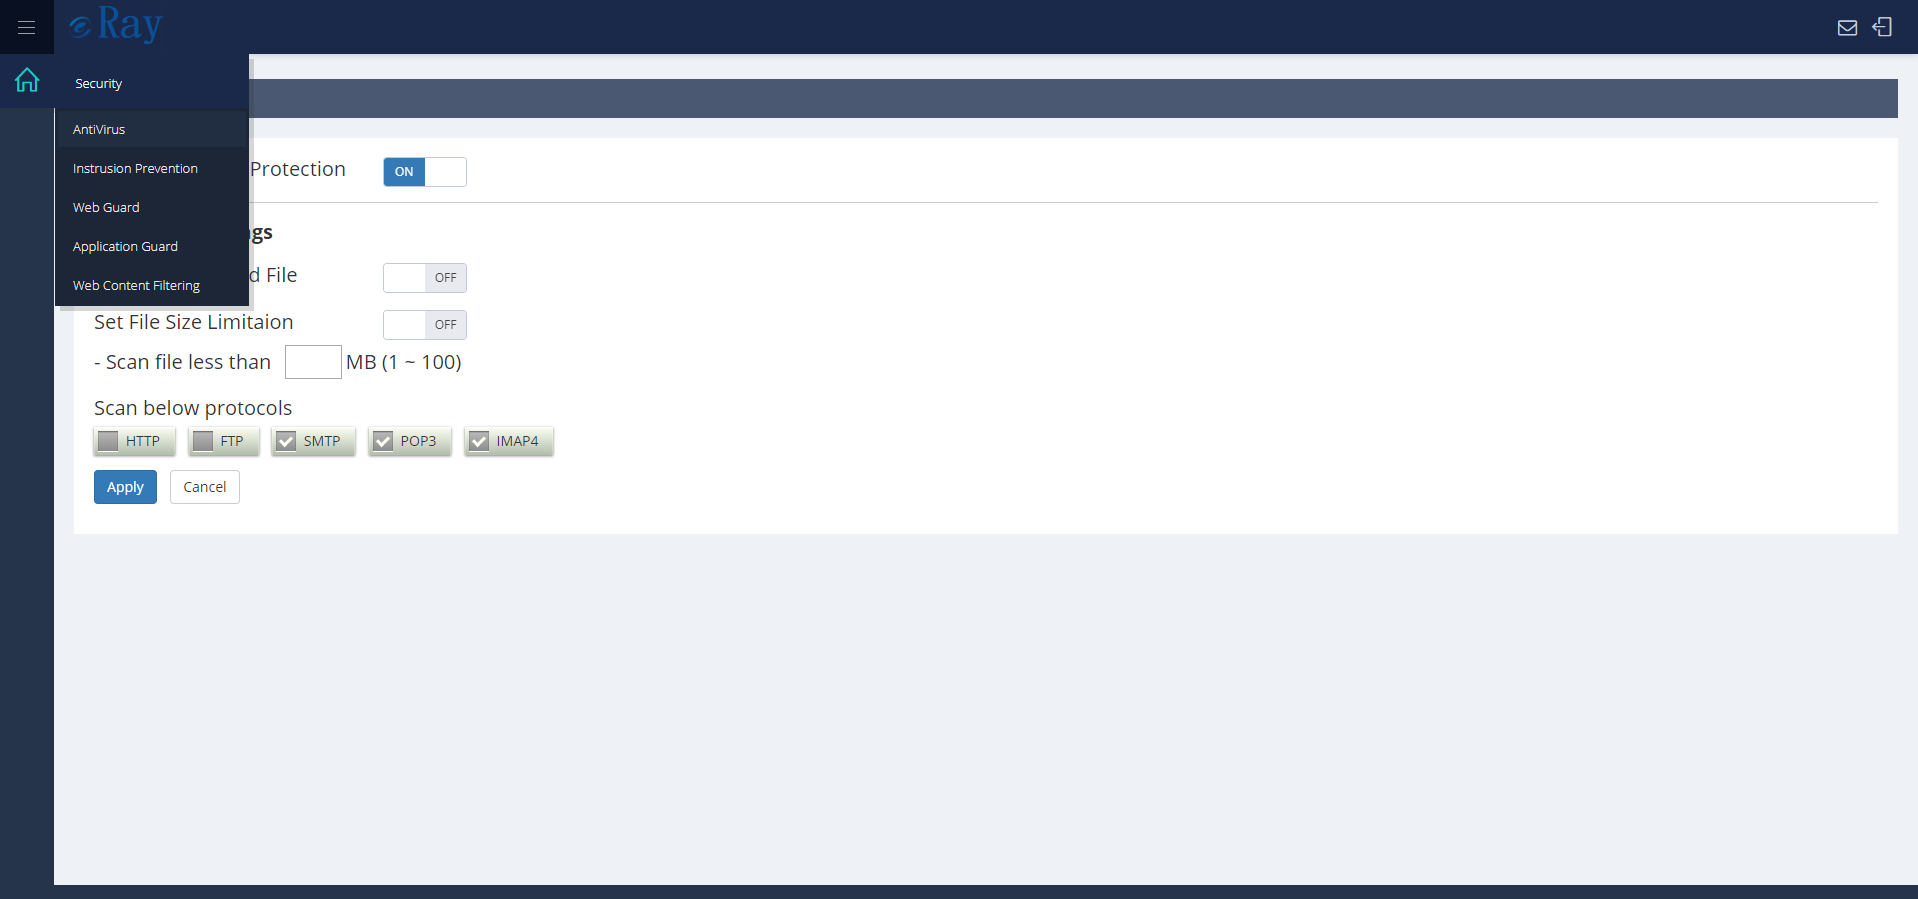 eRay
Security
AntiVirus
Instrusion Prevention
Web Guard
Application Guard
Web Content Filtering
Protection ON
gs
d File OFF
Set File Size Limitaion OFF
- Scan file less than MB (1 ~ 100)
Scan below protocols
HTTP FTP SMTP POP3 IMAP4
Apply Cancel